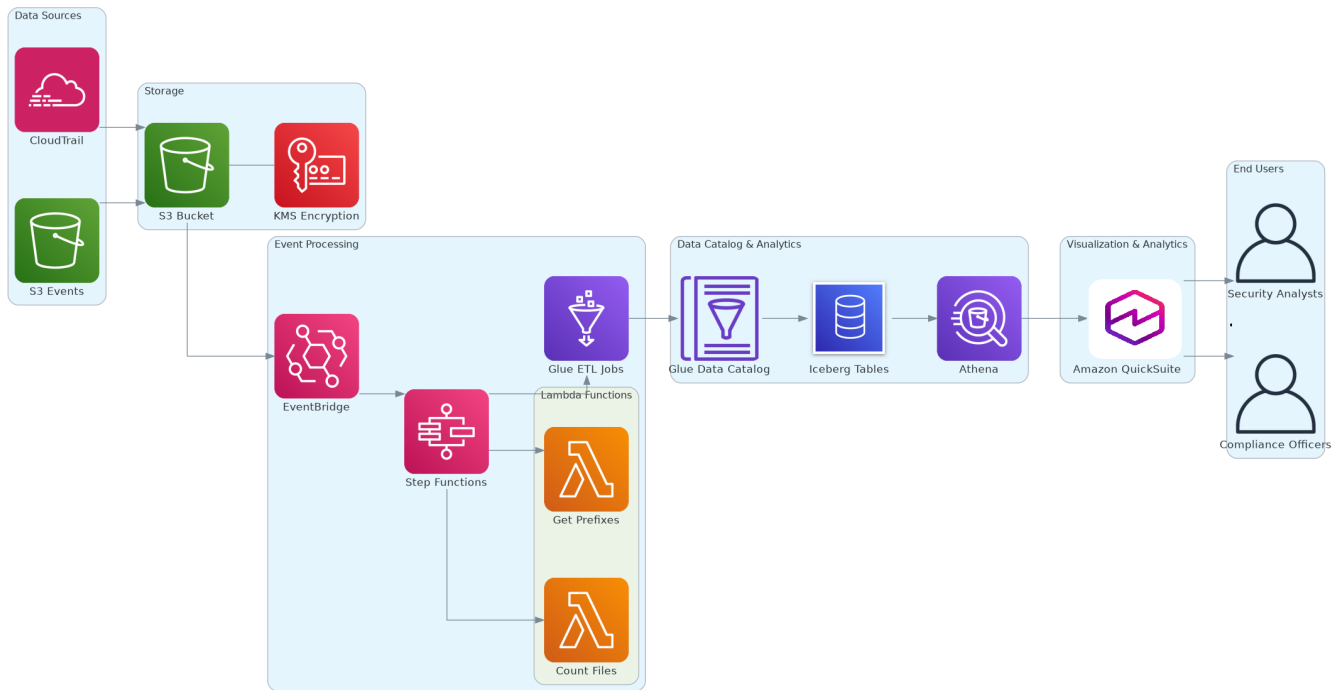 Data Sources
CloudTrail
S3 Events
Storage
S3 Bucket
KMS Encryption
Event Processing
EventBridge
Step Functions
Glue ETL Jobs
Lambda Functions
Get Prefixes
Count Files
Data Catalog & Analytics
Glue Data Catalog
Iceberg Tables
Athena
Visualization & Analytics
Amazon QuickSuite
End Users
Security Analysts
Compliance Officers